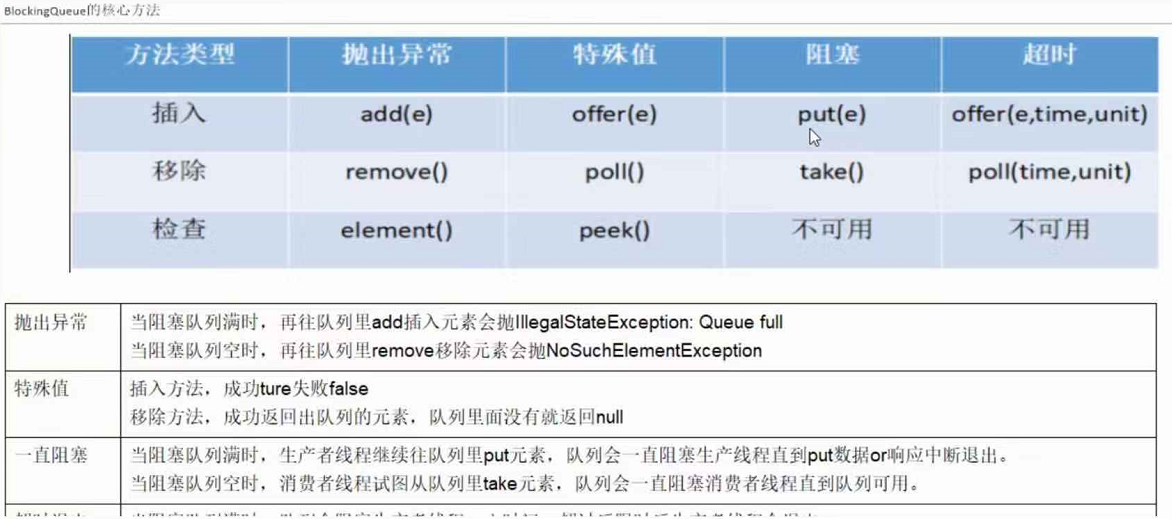 BlockingQueue的核心方法
方法类型 抛出异常 特殊值 阻塞 超时
插入 add(e) offer(e) put(e) offer(e,time,unit)
移除 remove() poll() take() poll(time,unit)
检查 element() peek() 不可用 不可用
抛出异常 当阻塞队列满时，再往队列里add插入元素会抛IllegalStateException: Queue full
当阻塞队列空时，再往队列里remove移除元素会抛NoSuchElementException
特殊值 插入方法，成功ture失败false
移除方法，成功返回出队列的元素，队列里面没有就返回null
一直阻塞 当阻塞队列满时，生产者线程继续往队列里put元素，队列会一直阻塞生产线程直到put数据or响应中断退出。
当阻塞队列空时，消费者线程试图从队列里take元素，队列会一直阻塞消费者线程直到队列可用。